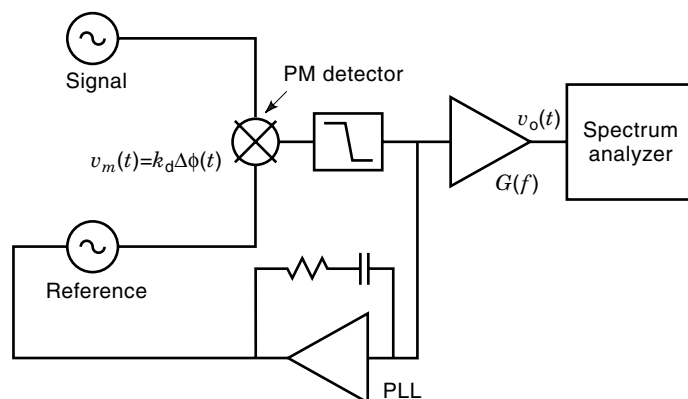 Signal
PM detector
v_m(t)=k_dΔϕ(t)
v_o(t)
Spectrum
analyzer
G(f)
Reference
PLL